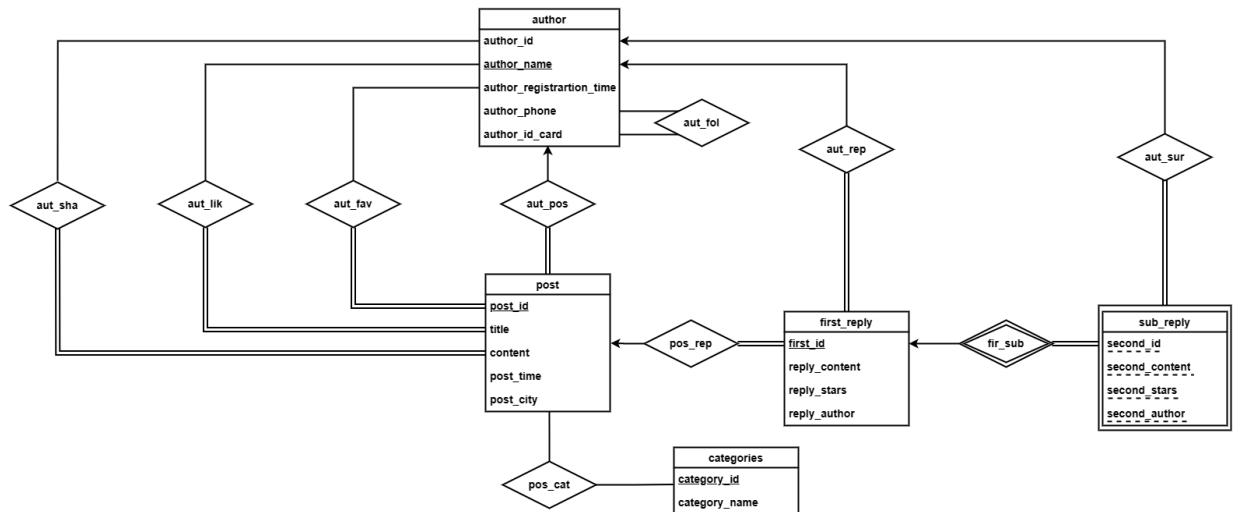 author
author_id
author_name
author_registrartion_time
author_phone
author_id_card
aut_fol
aut_rep
aut_sur
aut_sha
aut_lik
aut_fav
aut_pos
post
post_id
title
content
post_time
post_city
pos_rep
first_reply
first_id
reply_content
reply_stars
reply_author
fir_sub
sub_reply
second_id
second_content
second_stars
second_author
pos_cat
categories
category_id
category_name